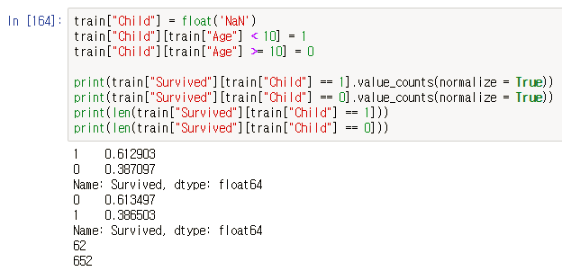 In [164]: train["Child"] = float('NaN')
train["Child"][train["Age"] < 10] = 1
train["Child"][train["Age"] >= 10] = 0

print(train["Survived"][train["Child"] == 1].value_counts(normalize = True))
print(train["Survived"][train["Child"] == 0].value_counts(normalize = True))
print(len(train["Survived"][train["Child"] == 1]))
print(len(train["Survived"][train["Child"] == 0]))
1    0.612903
0    0.387097
Name: Survived, dtype: float64
0    0.613497
1    0.386503
Name: Survived, dtype: float64
62
652